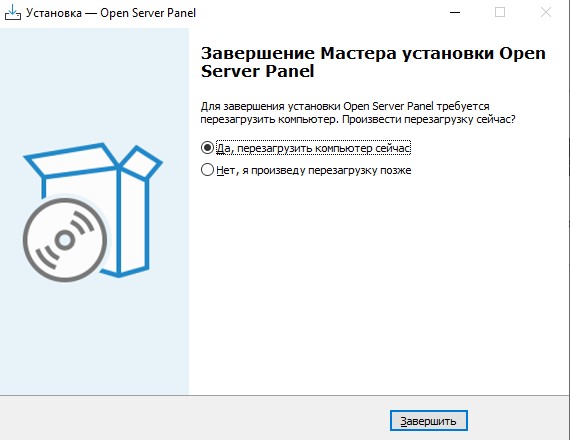 Установка — Open Server Panel
Завершение Мастера установки Open
Server Panel
Для завершения установки Open Server Panel требуется
перезагрузить компьютер. Произвести перезагрузку сейчас?
Да, перезагрузить компьютер сейчас
Нет, я произведу перезагрузку позже
Завершить